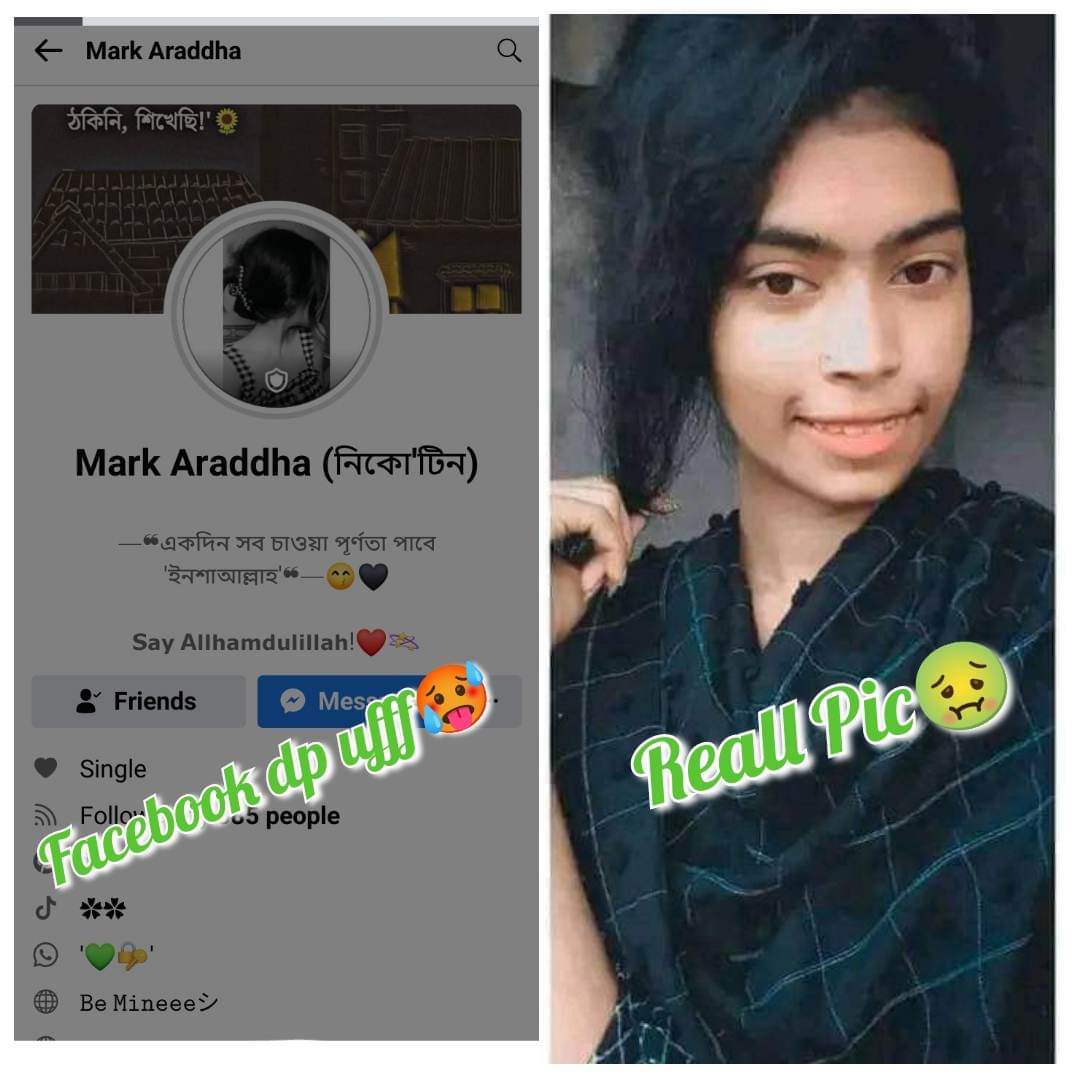 Mark Araddha
ঠকিনি, শিখেছি!'🌻
Mark Araddha (নিকো'টিন)
—❝একদিন সব চাওয়া পূর্ণতা পাবে
'ইনশাআল্লাহ'❝—😙🖤
Say Allhamdulillah!❤️
Friends
Facebook dp ufff🥵
Single
people
'💚🔐'
Be Mineeeシ
Reall Pic🤢